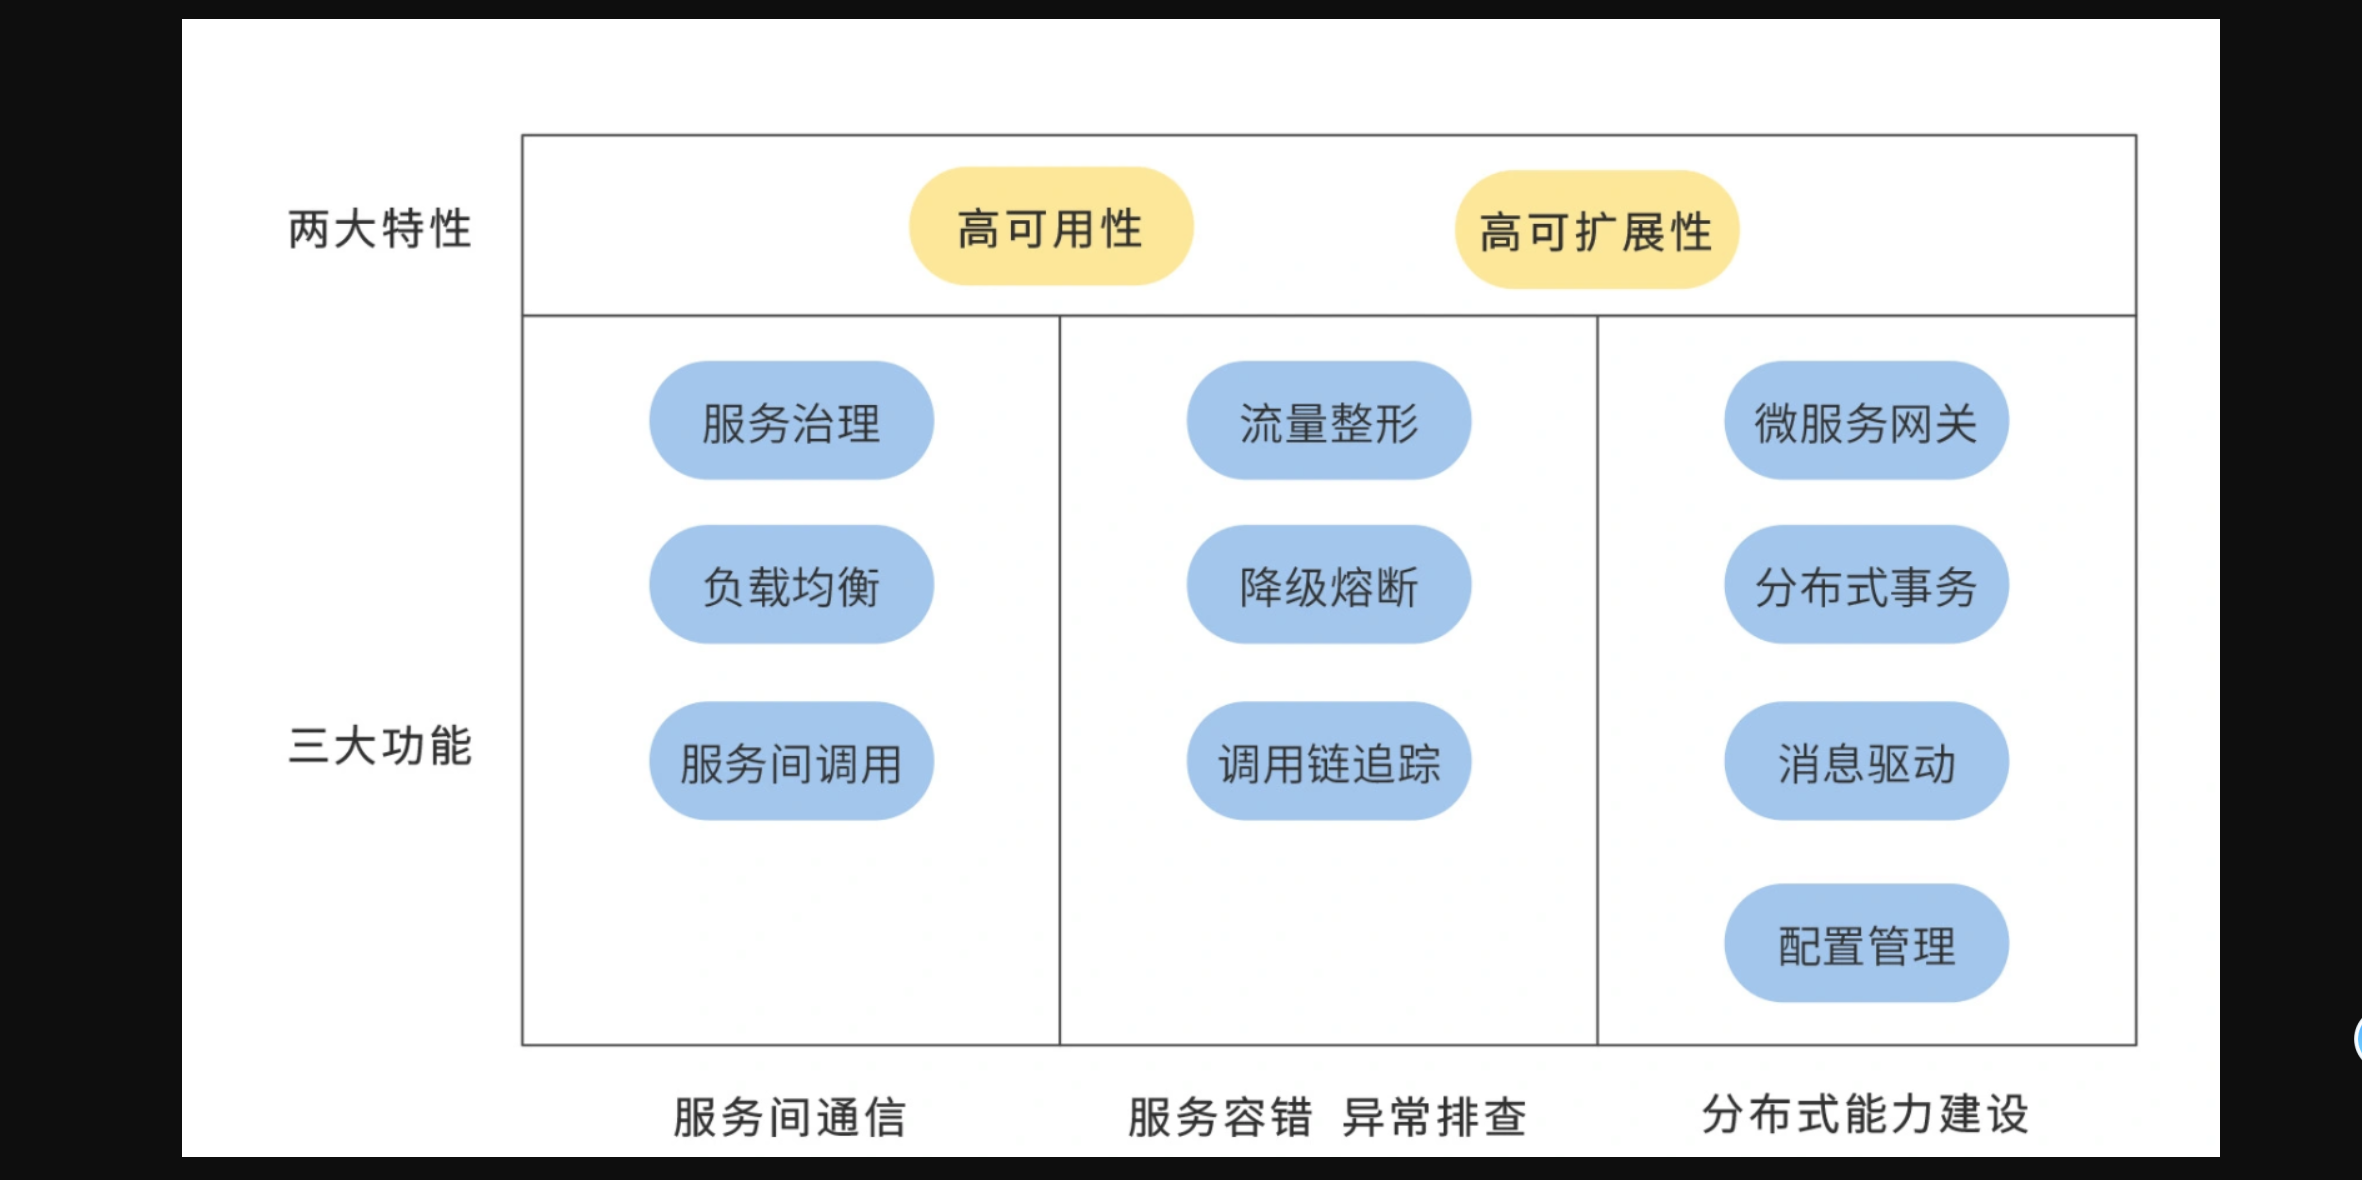 两大特性
高可用性
高可扩展性
三大功能
服务治理
负载均衡
服务间调用
流量整形
降级熔断
调用链追踪
微服务网关
分布式事务
消息驱动
配置管理
服务间通信
服务容错 异常排查
分布式能力建设